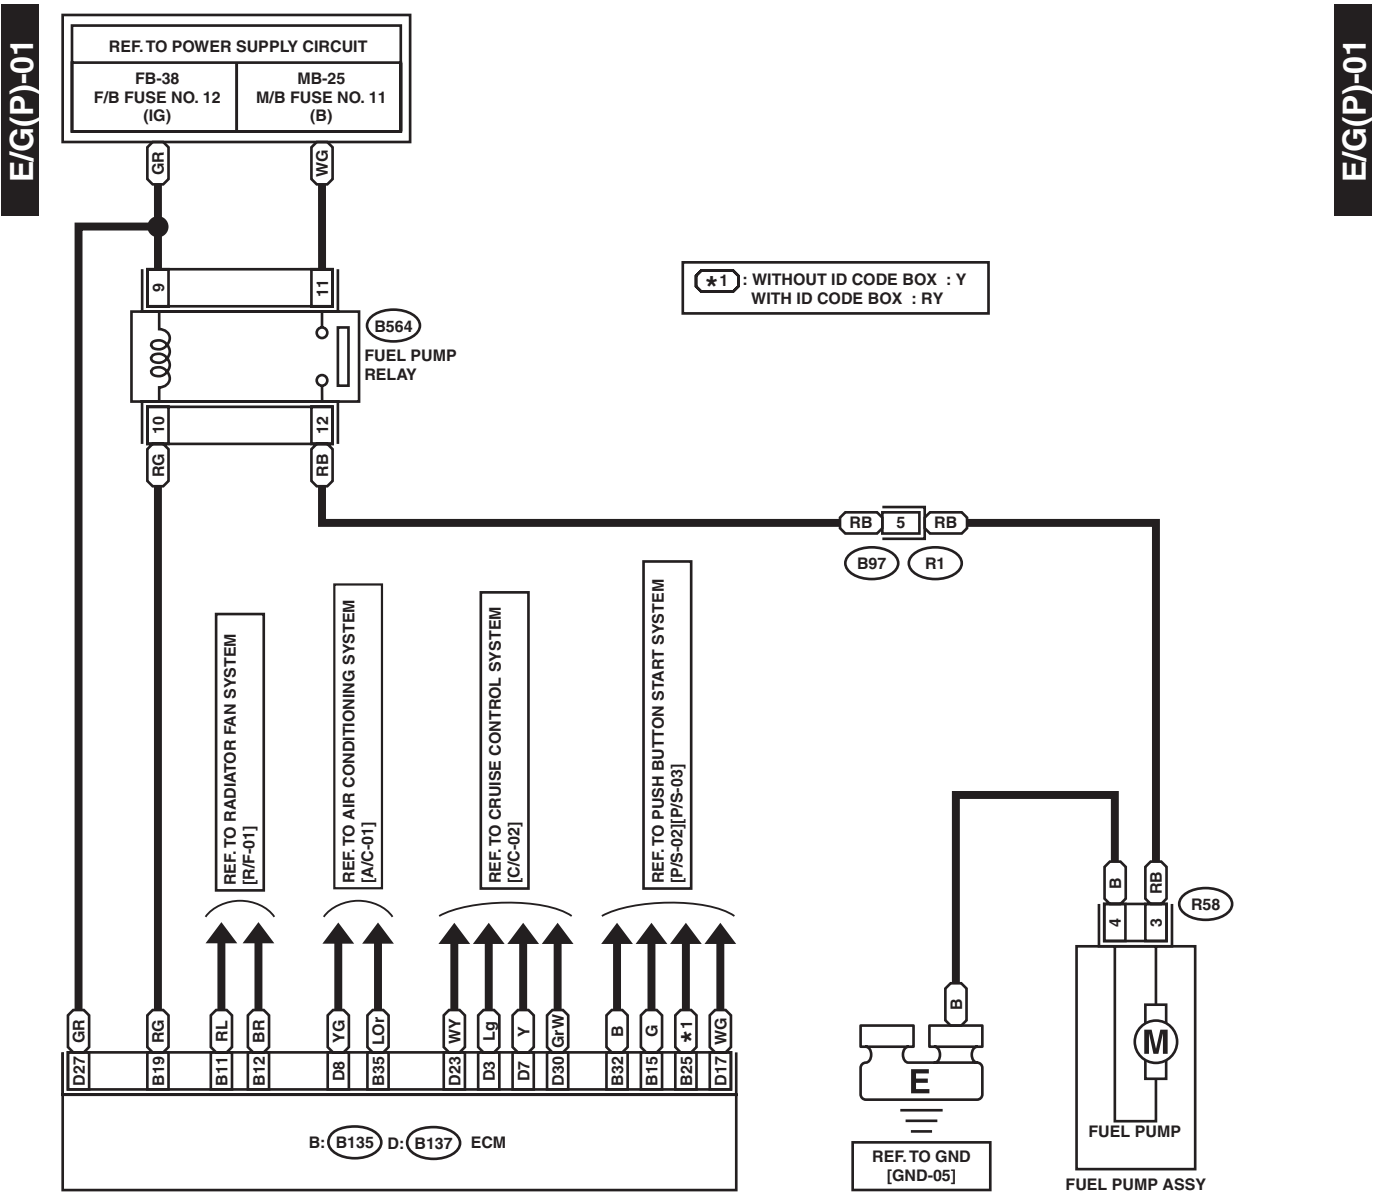 E/G(P)-01
E/G(P)-01
REF. TO POWER SUPPLY CIRCUIT
FB-38
F/B FUSE NO. 12
(IG)
MB-25
M/B FUSE NO. 11
(B)
GR
WG
9
11
B564
FUEL PUMP
RELAY
*1 : WITHOUT ID CODE BOX : Y
WITH ID CODE BOX : RY
10
12
RG
RB
RB
5
RB
B97
R1
REF. TO RADIATOR FAN SYSTEM
[R/F-01]
REF. TO AIR CONDITIONING SYSTEM
[A/C-01]
REF. TO CRUISE CONTROL SYSTEM
[C/C-02]
REF. TO PUSH BUTTON START SYSTEM
[P/S-02][P/S-03]
B
RB
R58
4
3
B
M
E
FUEL PUMP
FUEL PUMP ASSY
REF. TO GND
[GND-05]
GR
RG
RL
BR
YG
LOr
WY
Lg
Y
GrW
B
G
*1
WG
D27
B19
B11
B12
D8
B35
D23
D3
D7
D30
B32
B15
B25
D17
B: B135 D: B137 ECM